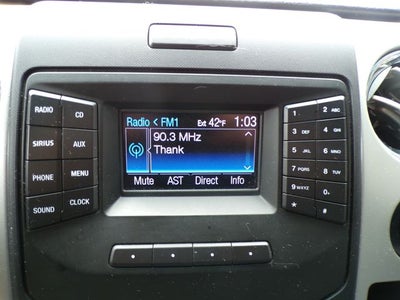 Radio < FM1 Ext 42°F 1:03
90.3 MHz
Thank
Mute AST Direct Info
RADIO CD
SIRIUS AUX
PHONE MENU
SOUND CLOCK
1 2 ABC
3 DEF 4 GHI
5 JKL 6 MNO
7 PQRS 8 TUV
9 WXYZ 0
* #